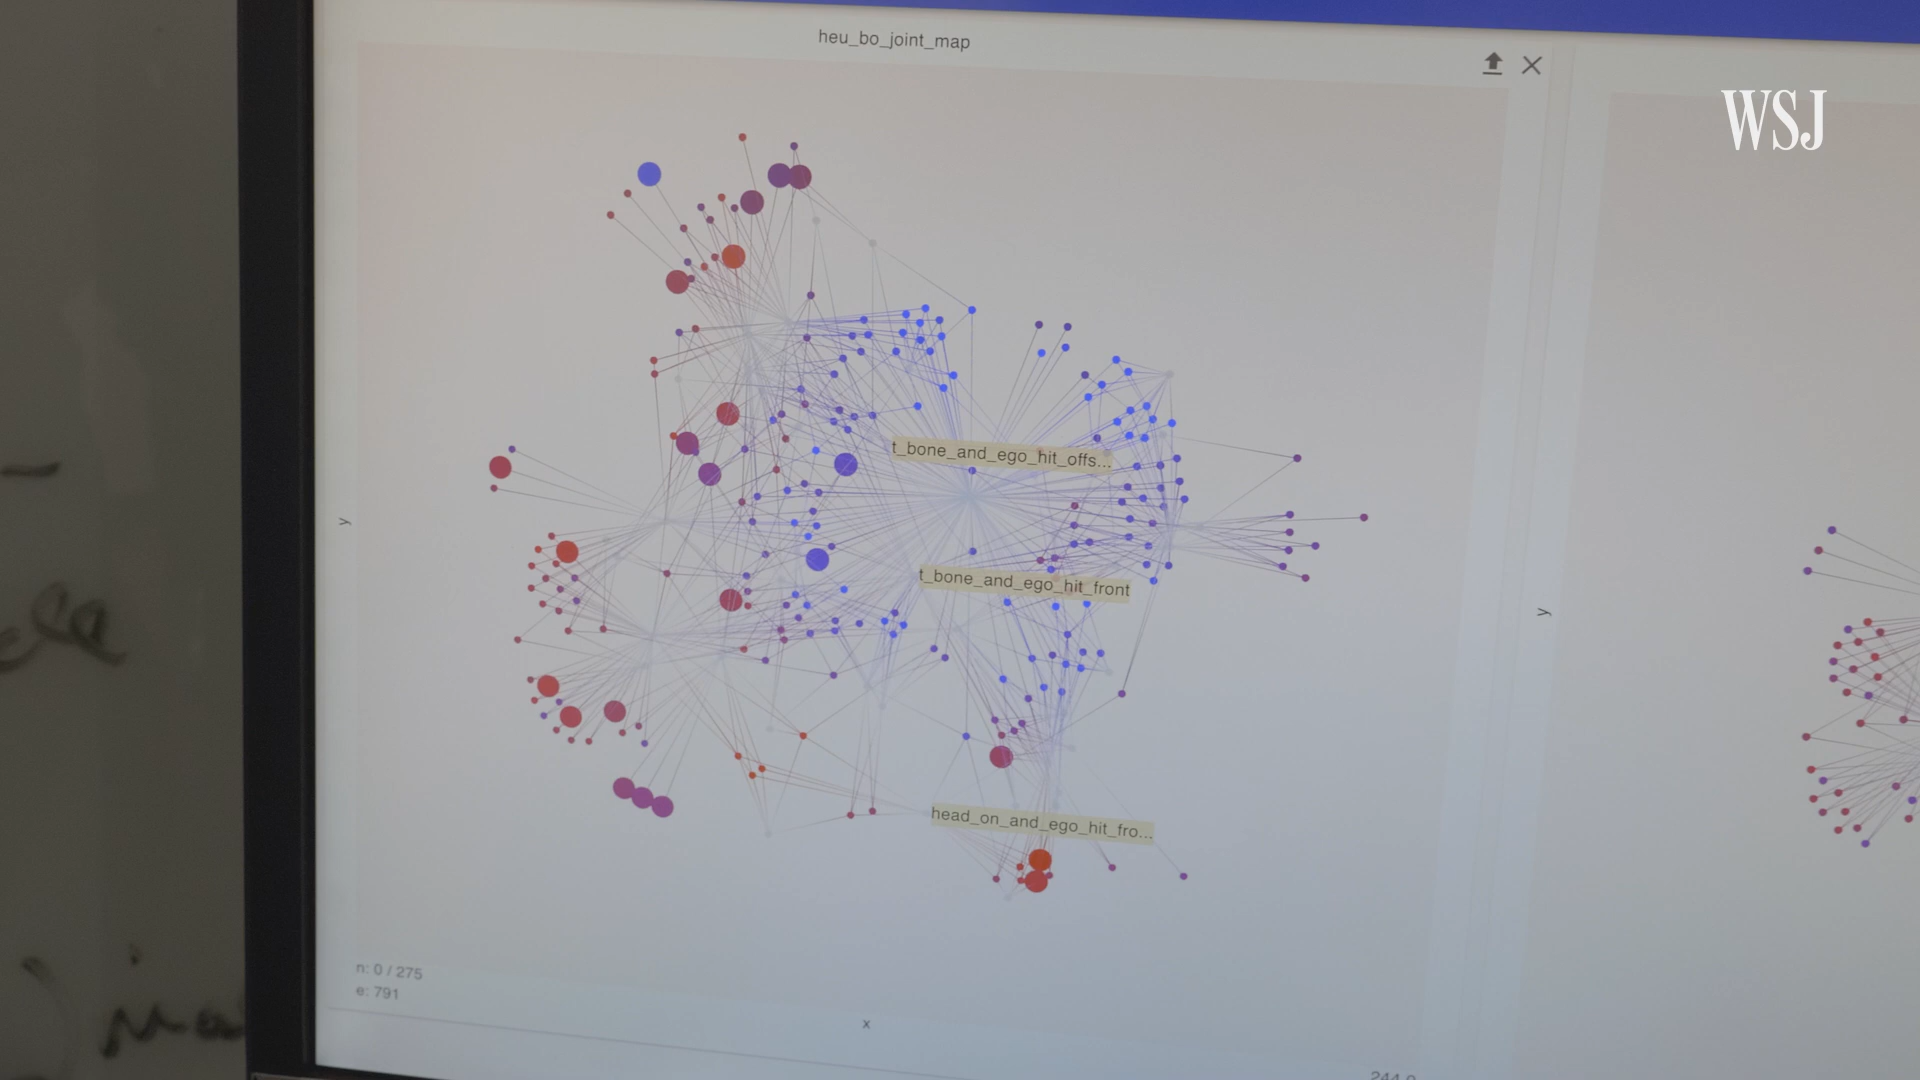 heu_bo_joint_map
WSJ
t_bone_and_ego_hit_offs...
y
t_bone_and_ego_hit_front
y
head_on_and_ego_hit_fro...
n: 0 / 275
e: 791
x